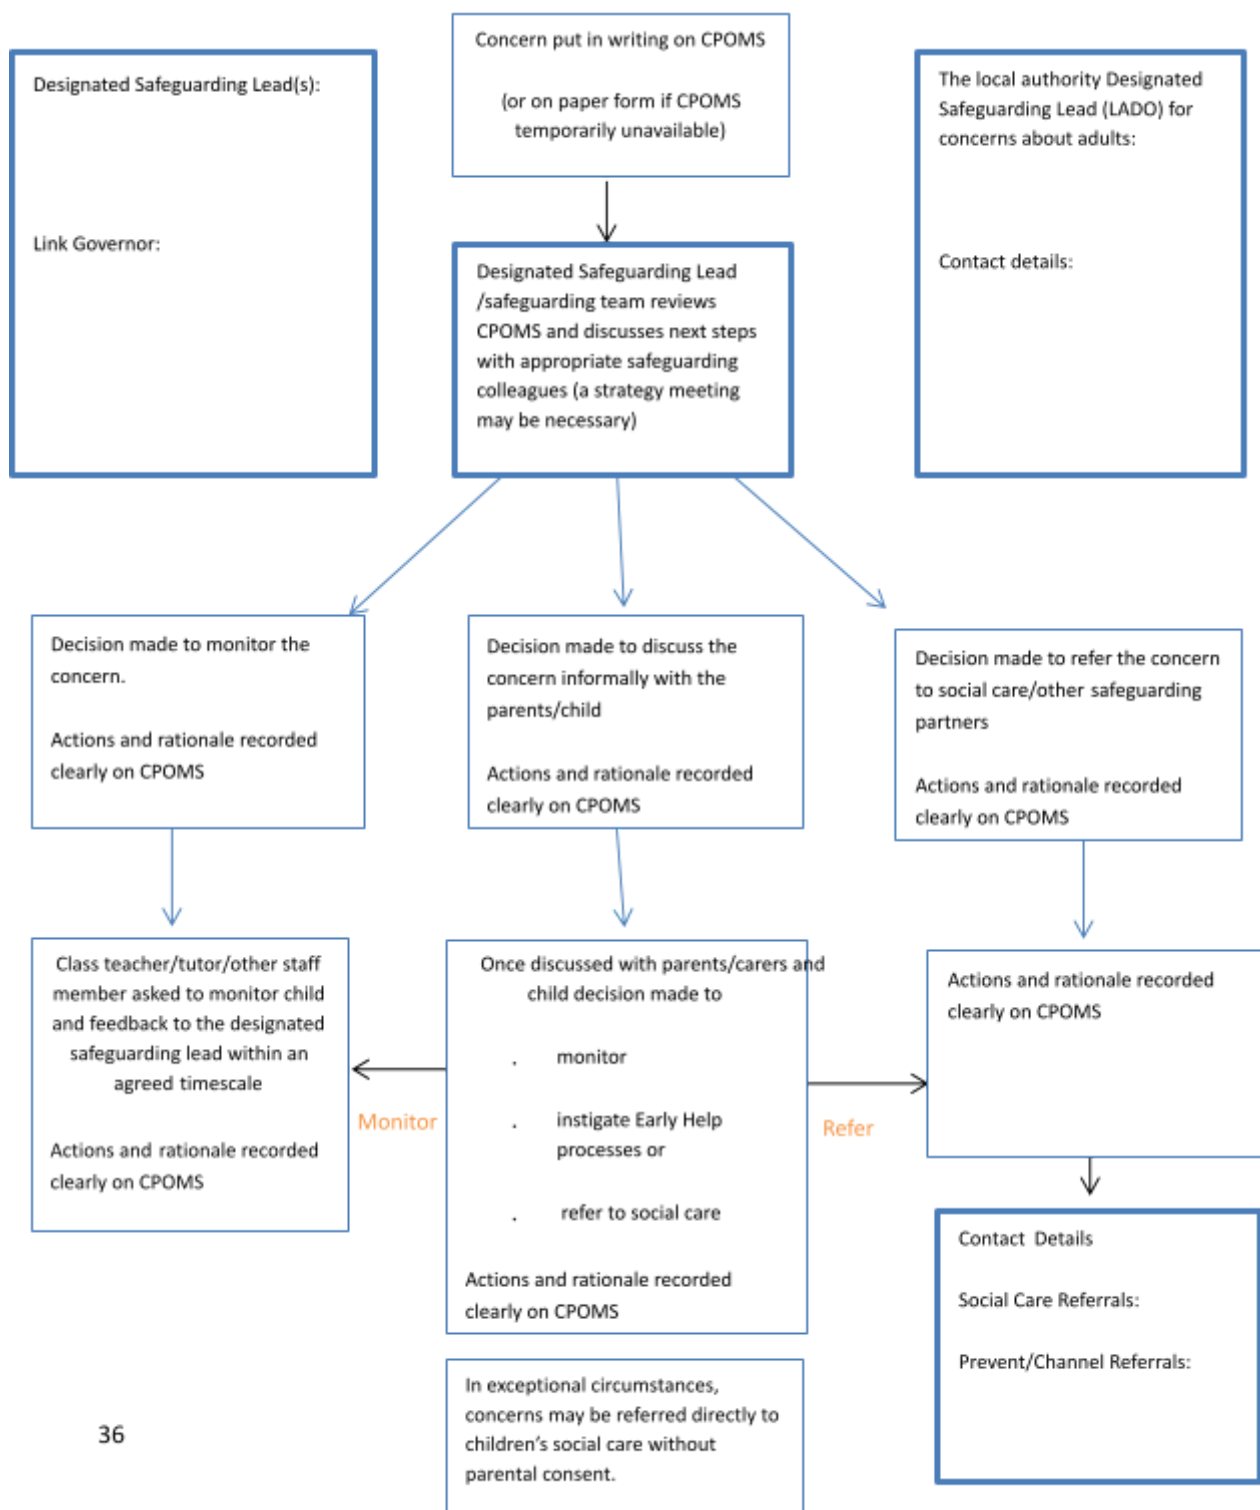 Concern put in writing on CPOMS
(or on paper form if CPOMS
temporarily unavailable)
Designated Safeguarding Lead(s):
Link Governor:
The local authority Designated
Safeguarding Lead (LADO) for
concerns about adults:
Contact details:
Designated Safeguarding Lead
/safeguarding team reviews
CPOMS and discusses next steps
with appropriate safeguarding
colleagues (a strategy meeting
may be necessary)
Decision made to monitor the
concern.
Actions and rationale recorded
clearly on CPOMS
Decision made to discuss the
concern informally with the
parents/child
Actions and rationale recorded
clearly on CPOMS
Decision made to refer the concern
to social care/other safeguarding
partners
Actions and rationale recorded
clearly on CPOMS
Class teacher/tutor/other staff
member asked to monitor child
and feedback to the designated
safeguarding lead within an
agreed timescale
Actions and rationale recorded
clearly on CPOMS
Monitor
Once discussed with parents/carers and
child decision made to
. monitor
. instigate Early Help
processes or
. refer to social care
Actions and rationale recorded
clearly on CPOMS
Refer
Actions and rationale recorded
clearly on CPOMS
Contact Details
Social Care Referrals:
Prevent/Channel Referrals:
In exceptional circumstances,
concerns may be referred directly to
children's social care without
parental consent.
36